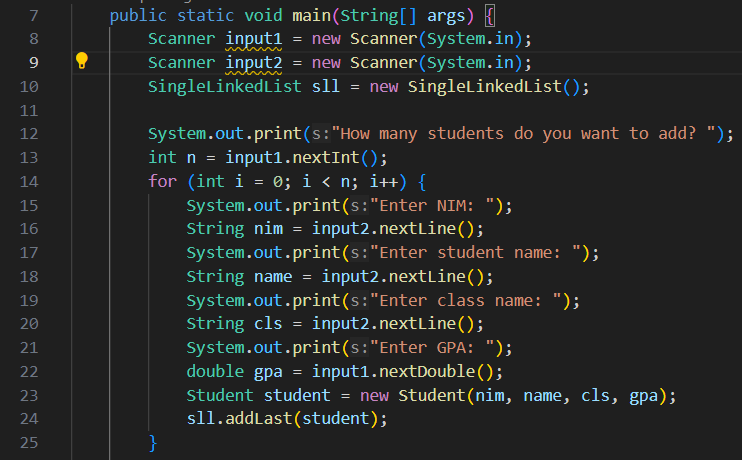 7 public static void main(String[] args) {
8 Scanner input1 = new Scanner(System.in);
9 Scanner input2 = new Scanner(System.in);
10 SingleLinkedList sll = new SingleLinkedList();
11
12 System.out.print(s:"How many students do you want to add? ");
13 int n = input1.nextInt();
14 for (int i = 0; i < n; i++) {
15 System.out.print(s:"Enter NIM: ");
16 String nim = input2.nextLine();
17 System.out.print(s:"Enter student name: ");
18 String name = input2.nextLine();
19 System.out.print(s:"Enter class name: ");
20 String cls = input2.nextLine();
21 System.out.print(s:"Enter GPA: ");
22 double gpa = input1.nextDouble();
23 Student student = new Student(nim, name, cls, gpa);
24 sll.addLast(student);
25 }